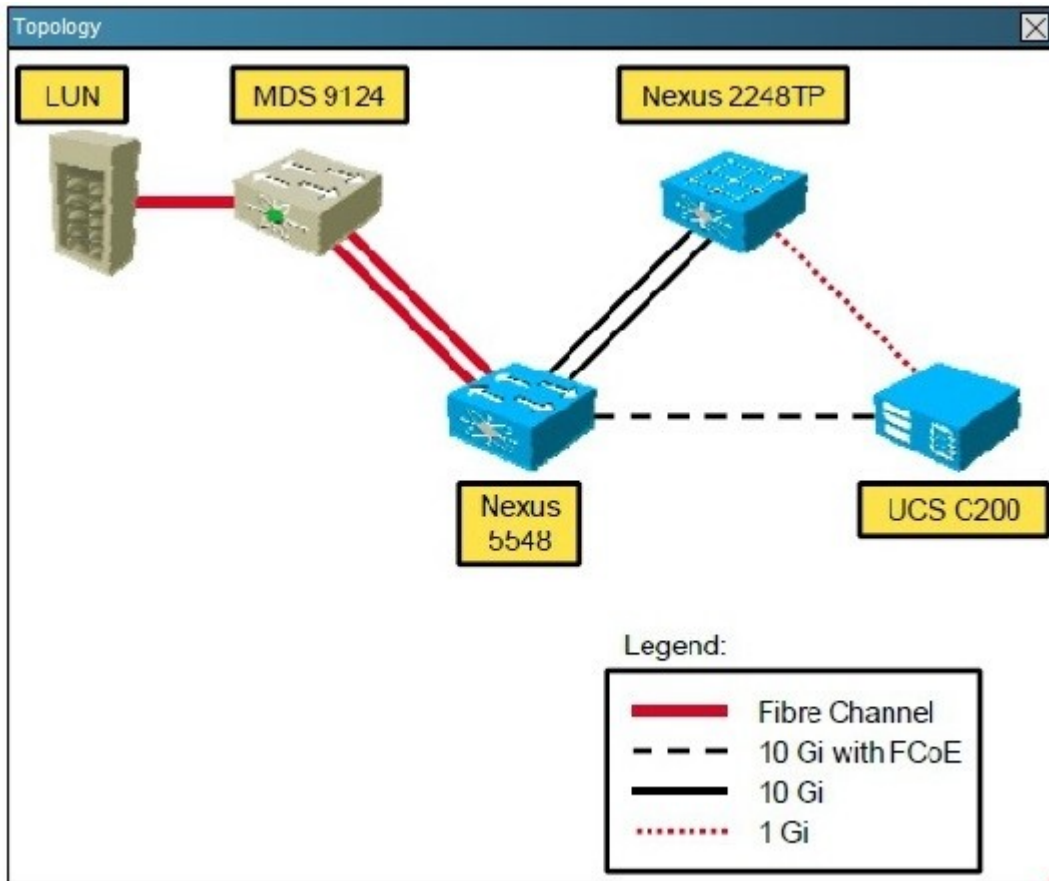 Topology
LUN
MDS 9124
Nexus 2248TP
Nexus
5548
UCS C200
Legend:
Fibre Channel
10 Gi with FCoE
10 Gi
1 Gi